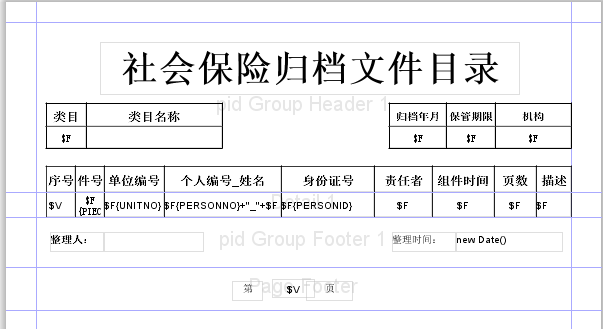 社会保险归档文件目录
pid Group Header 1
类目 类目名称 归档年月 保管期限 机构
$F $F $F $F
序号 件号 单位编号 个人编号_姓名 身份证号 责任者 组件时间 页数 描述
$V $F{PIEC $F{UNITNO} $F{PERSONNO}+"_"+$F $F{PERSONID} $F $F $F $F
整理人: pid Group Footer 1 整理时间: new Date()
Page Footer
第 $V 页